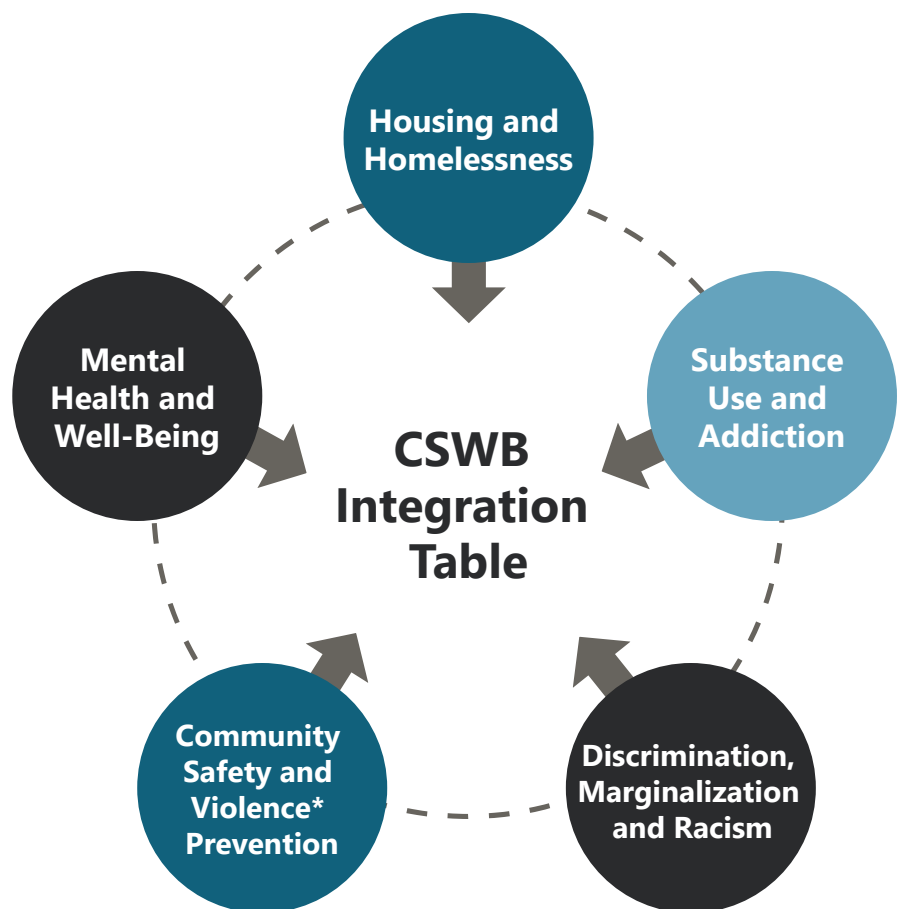 Housing and
Homelessness
Mental
Health and
Well-Being
Substance
Use and
Addiction
CSWB
Integration
Table
Community
Safety and
Violence*
Prevention
Discrimination,
Marginalization
and Racism